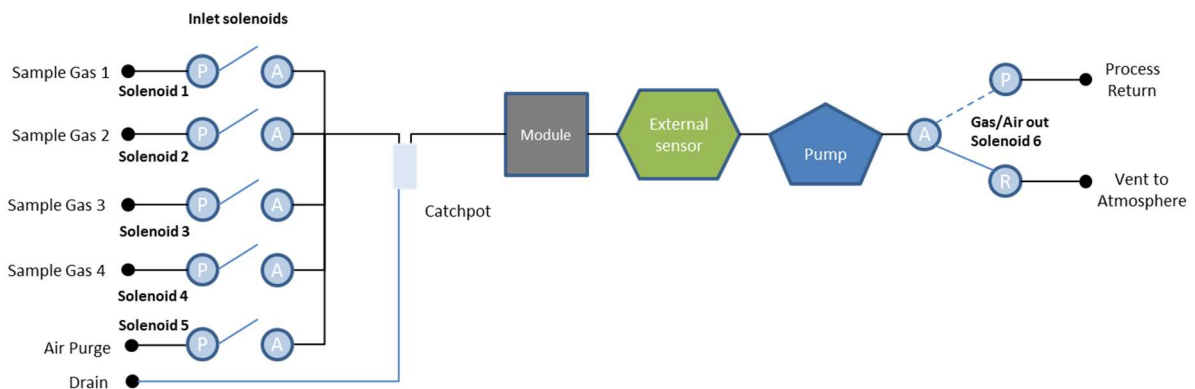 Inlet solenoids
Sample Gas 1
P
A
Solenoid 1
Sample Gas 2
P
A
Solenoid 2
Sample Gas 3
P
A
Solenoid 3
Sample Gas 4
P
A
Solenoid 4
Solenoid 5
Air Purge
P
A
Drain
Catchpot
Module
External
sensor
Pump
A
P
Process
Return
Gas/Air out
Solenoid 6
R
Vent to
Atmosphere